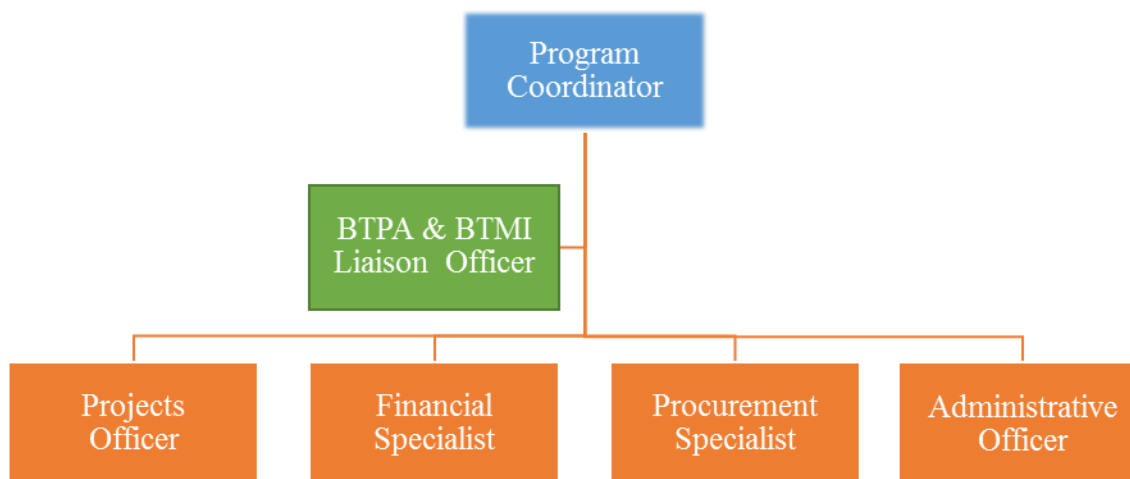 Program
Coordinator
BTPA & BTMI
Liaison Officer
Projects
Officer
Financial
Specialist
Procurement
Specialist
Administrative
Officer